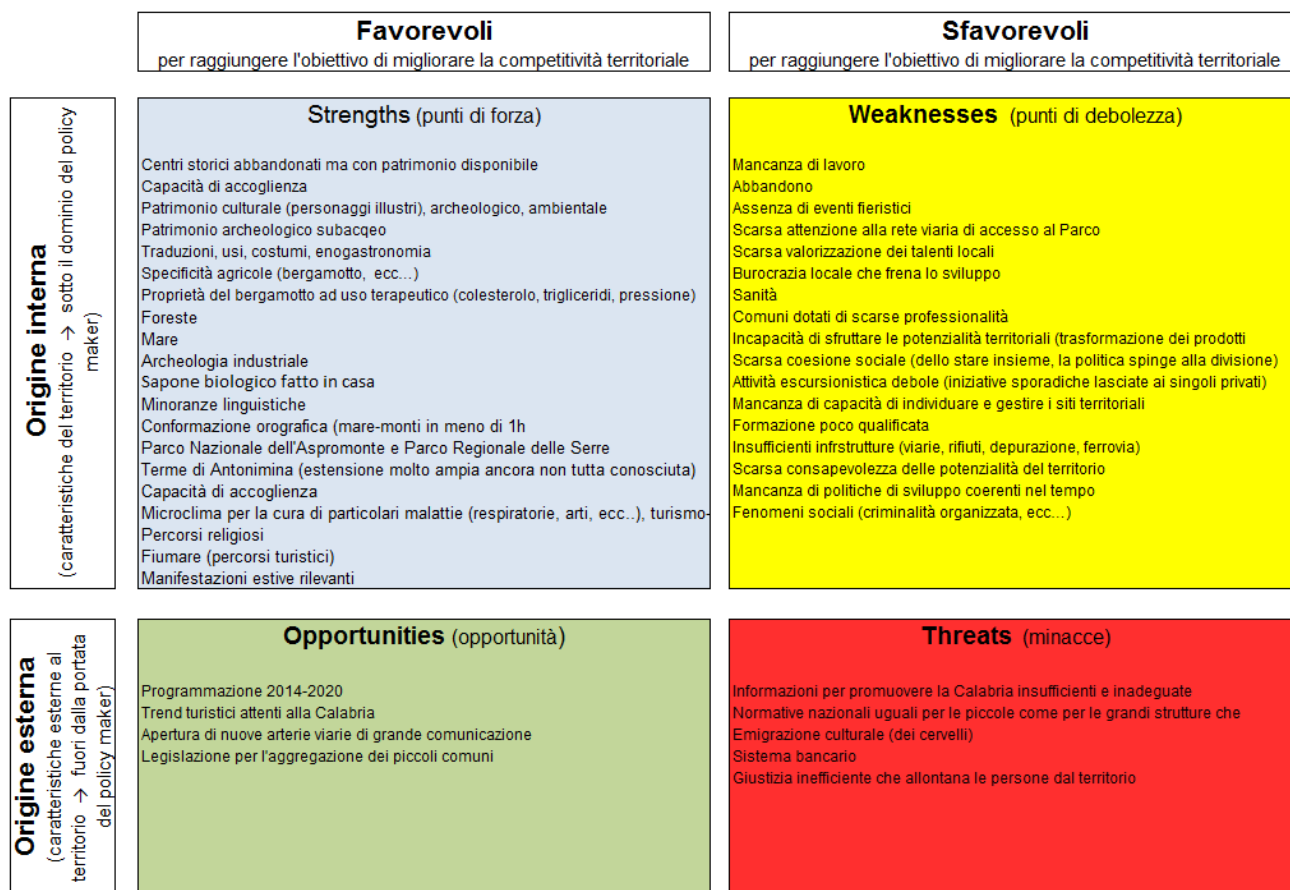 Favorevoli
per raggiungere l'obiettivo di migliorare la competitività territoriale
Sfavorevoli
per raggiungere l'obiettivo di migliorare la competitività territoriale
Origine interna
(caratteristiche del territorio → sotto il dominio del policy
maker)
Strengths (punti di forza)
Centri storici abbandonati ma con patrimonio disponibile
Capacità di accoglienza
Patrimonio culturale (personaggi illustri), archeologico, ambientale
Patrimonio archeologico subacqeo
Traduzioni, usi, costumi, enogastronomia
Specificità agricole (bergamotto, ecc...)
Proprietà del bergamotto ad uso terapeutico (colesterolo, trigliceridi, pressione)
Foreste
Mare
Archeologia industriale
Sapone biologico fatto in casa
Minoranze linguistiche
Conformazione orografica (mare-monti in meno di 1h
Parco Nazionale dell'Aspromonte e Parco Regionale delle Serre
Terme di Antonimina (estensione molto ampia ancora non tutta conosciuta)
Capacità di accoglienza
Microclima per la cura di particolari malattie (respiratorie, arti, ecc..), turismo-
Percorsi religiosi
Fiumare (percorsi turistici)
Manifestazioni estive rilevanti
Weaknesses (punti di debolezza)
Mancanza di lavoro
Abbandono
Assenza di eventi fieristici
Scarsa attenzione alla rete viaria di accesso al Parco
Scarsa valorizzazione dei talenti locali
Burocrazia locale che frena lo sviluppo
Sanità
Comuni dotati di scarse professionalità
Incapacità di sfruttare le potenzialità territoriali (trasformazione dei prodotti
Scarsa coesione sociale (dello stare insieme, la politica spinge alla divisione)
Attività escursionistica debole (iniziative sporadiche lasciate ai singoli privati)
Mancanza di capacità di individuare e gestire i siti territoriali
Formazione poco qualificata
Insufficienti infrstrutture (viarie, rifiuti, depurazione, ferrovia)
Scarsa consapevolezza delle potenzialità del territorio
Mancanza di politiche di sviluppo coerenti nel tempo
Fenomeni sociali (criminalità organizzata, ecc...)
Origine esterna
(caratteristiche esterne al
territorio → fuori dalla portata
del policy maker)
Opportunities (opportunità)
Programmazione 2014-2020
Trend turistici attenti alla Calabria
Apertura di nuove arterie viarie di grande comunicazione
Legislazione per l'aggregazione dei piccoli comuni
Threats (minacce)
Informazioni per promuovere la Calabria insufficienti e inadeguate
Normative nazionali uguali per le piccole come per le grandi strutture che
Emigrazione culturale (dei cervelli)
Sistema bancario
Giustizia inefficiente che allontana le persone dal territorio